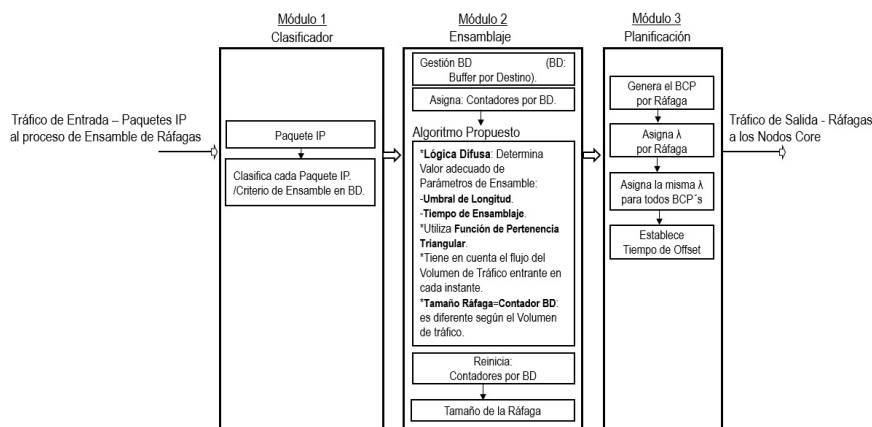 Módulo 1
Clasificador
Módulo 2
Ensamblaje
Módulo 3
Planificación
Tráfico de Entrada – Paquetes IP
al proceso de Ensamble de Ráfagas
Paquete IP
Clasifica cada Paquete IP.
/Criterio de Ensamble en BD.
Gestión BD (BD:
Buffer por Destino).
Asigna: Contadores por BD.
Algoritmo Propuesto
*Lógica Difusa: Determina
Valor adecuado de
Parámetros de Ensamble:
-Umbral de Longitud.
-Tiempo de Ensamblaje.
*Utiliza Función de Pertenencia
Triangular.
*Tiene en cuenta el flujo del
Volumen de Tráfico entrante en
cada instante.
*Tamaño Ráfaga=Contador BD:
es diferente según el Volumen
de tráfico.
Reinicia:
Contadores por BD
Tamaño de la Ráfaga
Genera el BCP
por Ráfaga
Asigna λ
por Ráfaga
Asigna la misma λ
para todos BCP´s
Establece
Tiempo de Offset
Tráfico de Salida - Ráfagas
a los Nodos Core